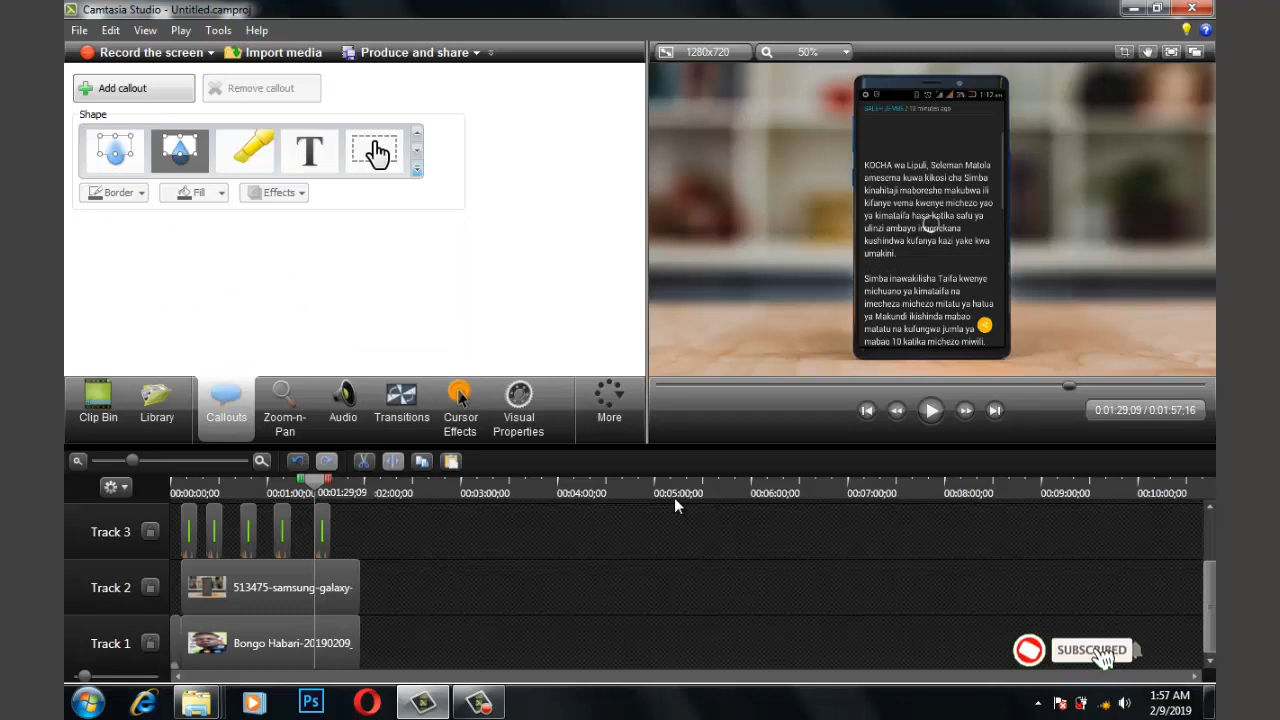 Camtasia Studio - Untitled.camproj
File Edit View Play Tools Help
Record the screen Import media Produce and share
1280x720 50%
Add callout Remove callout
Shape
T
Border Fill Effects
1:12 am
/ 13 minutes ago
KOCHA wa Lipuli, Seleman Matola
amesema kuwa kikosi cha Simba
kinahitaji maboresho makubwa ili
kifanye vema kwenye michezo yao
ya kimataifa hasa katika safu ya
ulinzi ambayo imeonekana
kushindwa kufanya kazi yake kwa
umakini.
Simba inawakilisha Taifa kwenye
michuano ya kimataifa na
imecheza michezo mitatu ya hatua
ya Makundi ikishinda mabao
matatu na kufungwa jumla ya
mabao 10 katika michezo miwili.
Clip Bin Library Callouts Zoom-n-Pan Audio Transitions Cursor Effects Visual Properties More
0:01:29;09 / 0:01:57;16
00:00:00;00 00:01:00;00 00:01:29;09 :02:00;00 00:03:00;00 00:04:00;00 00:05:00;00 00:06:00;00 00:07:00;00 00:08:00;00 00:09:00;00 00:10:00;00
Track 3
Track 2 513475-samsung-galaxy-
Track 1 Bongo Habari-20190209_
SUBSCRIBED
Ps
1:57 AM
2/9/2019